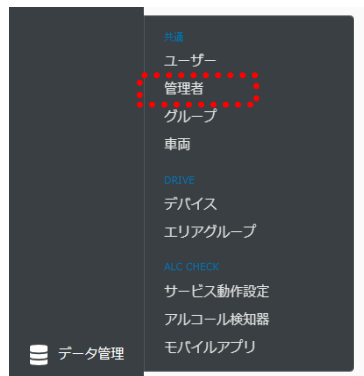 共通
ユーザー
管理者
グループ
車両
DRIVE
デバイス
エリアグループ
ALC CHECK
サービス動作設定
アルコール検知器
モバイルアプリ
データ管理